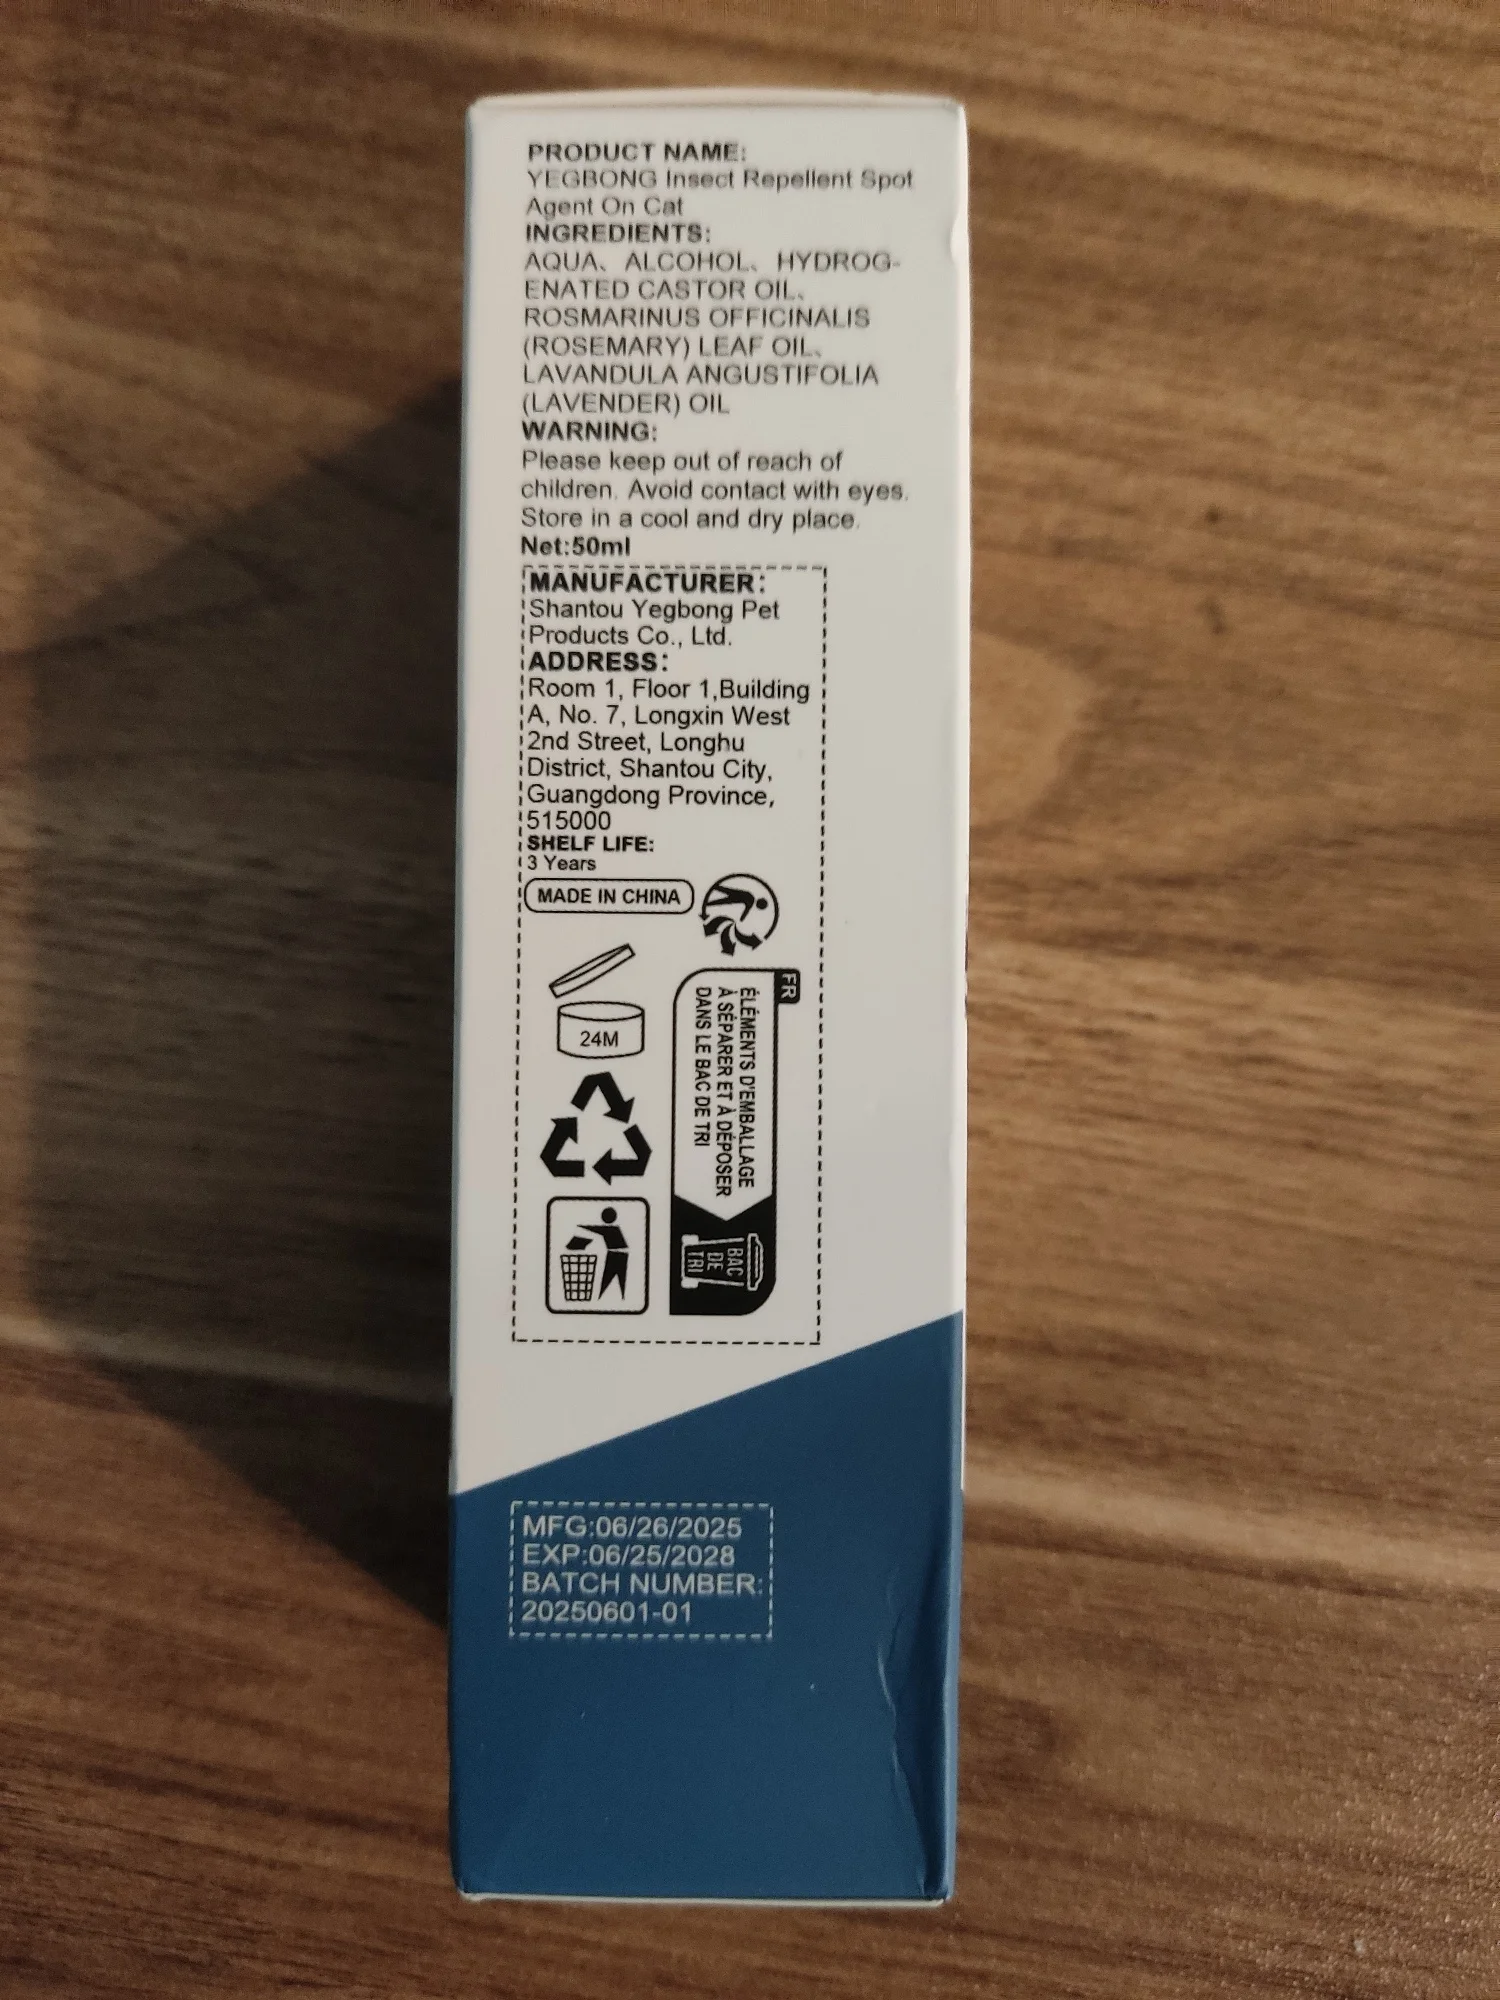 PRODUCT NAME:
YEGBONG Insect Repellent Spot
Agent On Cat
INGREDIENTS:
AQUA、ALCOHOL、HYDROG-
ENATED CASTOR OIL、
ROSMARINUS OFFICINALIS
(ROSEMARY) LEAF OIL、
LAVANDULA ANGUSTIFOLIA
(LAVENDER) OIL
WARNING:
Please keep out of reach of
children. Avoid contact with eyes.
Store in a cool and dry place.
Net:50ml
MANUFACTURER:
Shantou Yegbong Pet
Products Co., Ltd.
ADDRESS:
Room 1, Floor 1,Building
A, No. 7, Longxin West
2nd Street, Longhu
District, Shantou City,
Guangdong Province,
515000
SHELF LIFE:
3 Years
MADE IN CHINA
24M
FR
ÉLÉMENTS D'EMBALLAGE
À SÉPARER ET À DÉPOSER
DANS LE BAC DE TRI
BAC
DE
TRI
MFG:06/26/2025
EXP:06/25/2028
BATCH NUMBER:
20250601-01